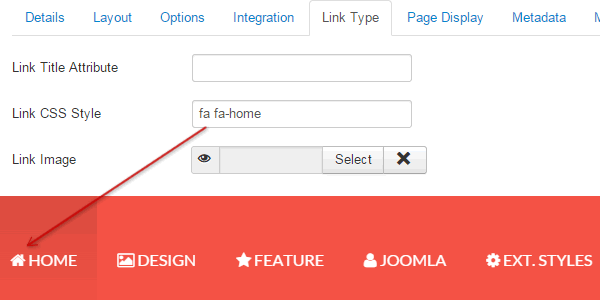 Details Layout Options Integration Link Type Page Display Metadata M
Link Title Attribute
Link CSS Style fa fa-home
Link Image Select
HOME DESIGN FEATURE JOOMLA EXT. STYLES